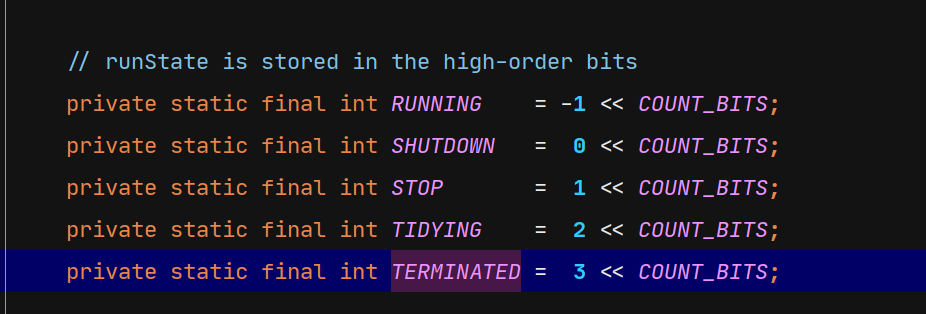 // runState is stored in the high-order bits
private static final int RUNNING    = -1 << COUNT_BITS;
private static final int SHUTDOWN   =  0 << COUNT_BITS;
private static final int STOP       =  1 << COUNT_BITS;
private static final int TIDYING    =  2 << COUNT_BITS;
private static final int TERMINATED =  3 << COUNT_BITS;